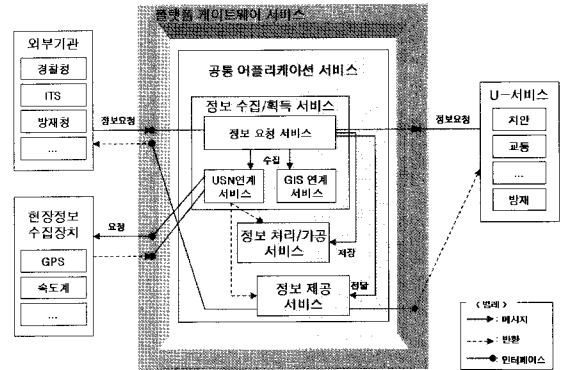 플랫폼 게이트웨이 서비스
외부기관
경찰청
ITS
방재청
...
정보요청
공통 어플리케이션 서비스
정보 수집/획득 서비스
정보 요청 서비스
수집
USN연계
서비스
GIS 연계
서비스
정보 처리/가공
서비스
저장
정보 제공
서비스
전달
정보요청
U-서비스
치안
교통
...
방재
현장정보
수집장치
GPS
속도계
...
요청
< 범례 >
: 메시지
: 반환
: 인터페이스